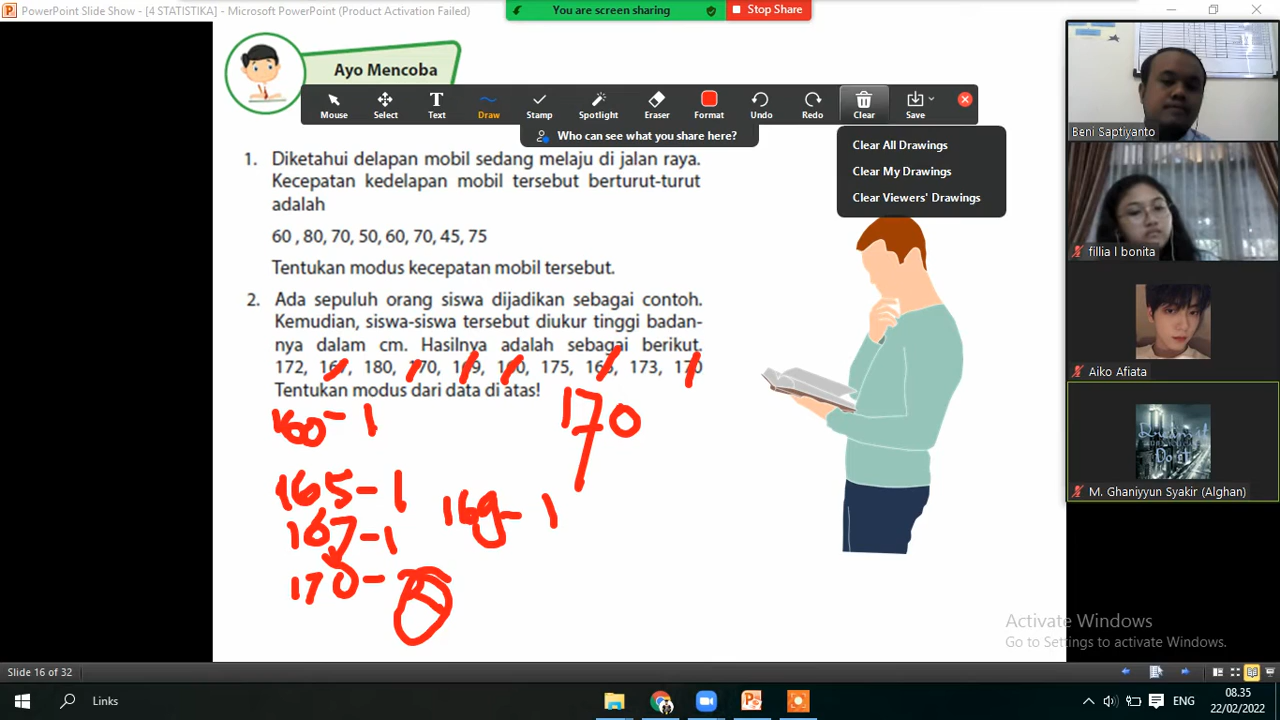 PowerPoint Slide Show - [4 STATISTIKA] - Microsoft PowerPoint (Product Activation Failed)
You are screen sharing
Stop Share
Ayo Mencoba
Mouse Select Text Draw Stamp Spotlight Eraser Format Undo Redo Clear Save
Who can see what you share here?
Clear All Drawings
Clear My Drawings
Clear Viewers' Drawings
1. Diketahui delapan mobil sedang melaju di jalan raya.
Kecepatan kedelapan mobil tersebut berturut-turut
adalah
60 , 80, 70, 50, 60, 70, 45, 75
Tentukan modus kecepatan mobil tersebut.
2. Ada sepuluh orang siswa dijadikan sebagai contoh.
Kemudian, siswa-siswa tersebut diukur tinggi badan-
nya dalam cm. Hasilnya adalah sebagai berikut.
172, 167, 180, 170, 169, 160, 175, 165, 173, 170
Tentukan modus dari data di atas!
160 - 1
170
165 - 1
169 - 1
167 - 1
170 -
Beni Saptiyanto
fillia l bonita
Aiko Afiata
M. Ghaniyyun Syakir (Alghan)
Activate Windows
Go to Settings to activate Windows.
Slide 16 of 32
Links
ENG
08.35
22/02/2022